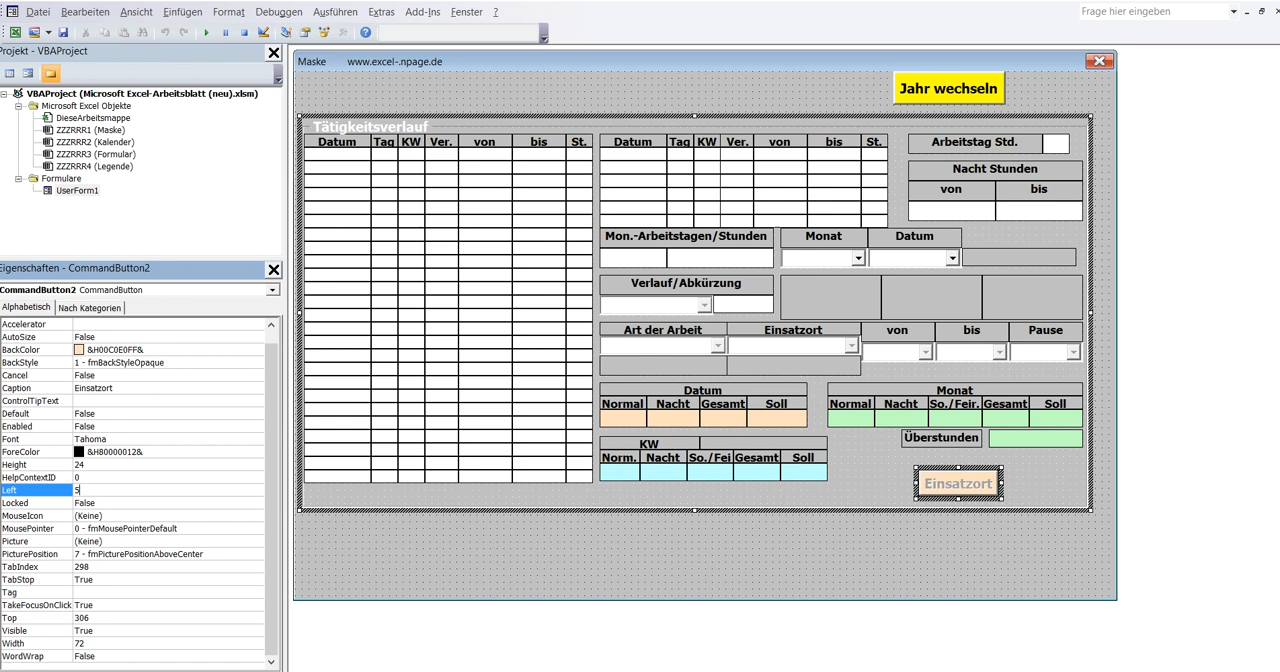 Datei Bearbeiten Ansicht Einfügen Format Debuggen Ausführen Extras Add-Ins Fenster ? Frage hier eingeben
Projekt - VBAProject
VBAProject (Microsoft Excel-Arbeitsblatt (neu).xlsm)
Microsoft Excel Objekte
DieseArbeitsmappe
ZZZRRR1 (Maske)
ZZZRRR2 (Kalender)
ZZZRRR3 (Formular)
ZZZRRR4 (Legende)
Formulare
UserForm1
Eigenschaften - CommandButton2
CommandButton2 CommandButton
Alphabetisch Nach Kategorien
Accelerator
AutoSize False
BackColor &H00C0E0FF&
BackStyle 1 - fmBackStyleOpaque
Cancel False
Caption Einsatzort
ControlTipText
Default False
Enabled False
Font Tahoma
ForeColor &H80000012&
Height 24
HelpContextID 0
Left 5
Locked False
MouseIcon (Keine)
MousePointer 0 - fmMousePointerDefault
Picture (Keine)
PicturePosition 7 - fmPicturePositionAboveCenter
TabIndex 298
TabStop True
Tag
TakeFocusOnClick True
Top 306
Visible True
Width 72
WordWrap False
Maske www.excel-.npage.de
Jahr wechseln
Tätigkeitsverlauf
Datum Tag KW Ver. von bis St. Datum Tag KW Ver. von bis St.
Arbeitstag Std.
Nacht Stunden
von bis
Mon.-Arbeitstagen/Stunden Monat Datum
Verlauf/Abkürzung
Art der Arbeit Einsatzort von bis Pause
Datum Monat
Normal Nacht Gesamt Soll Normal Nacht So./Feir. Gesamt Soll
Überstunden
KW
Norm. Nacht So./Fei Gesamt Soll
Einsatzort